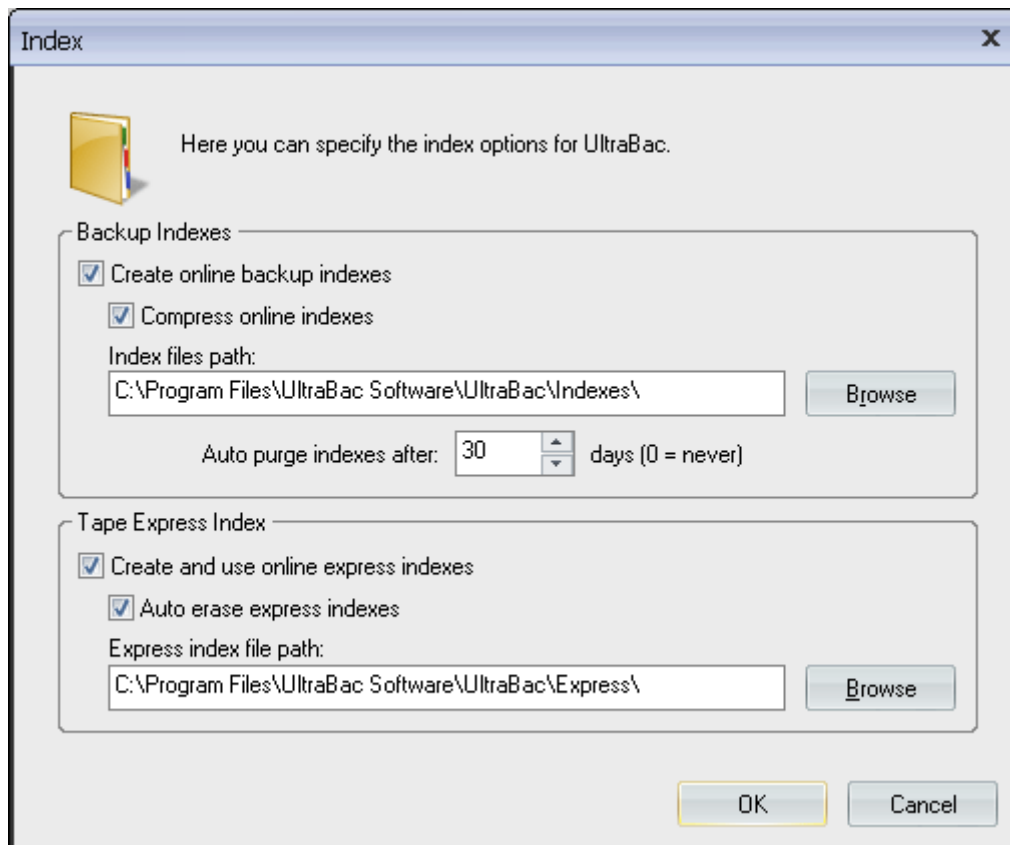 Index
Here you can specify the index options for UltraBac.
Backup Indexes
Create online backup indexes
Compress online indexes
Index files path:
C:\Program Files\UltraBac Software\UltraBac\Indexes\ Browse
Auto purge indexes after: 30 days (0 = never)
Tape Express Index
Create and use online express indexes
Auto erase express indexes
Express index file path:
C:\Program Files\UltraBac Software\UltraBac\Express\ Browse
OK Cancel